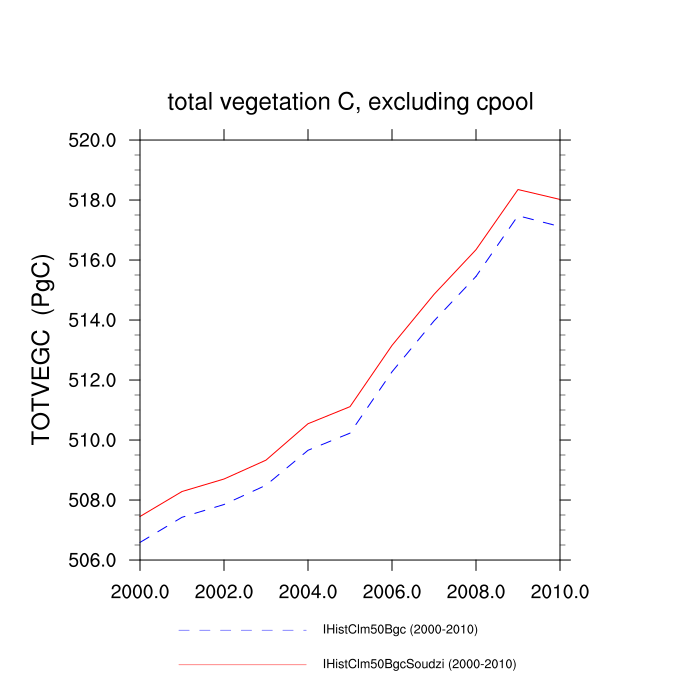 total vegetation C, excluding cpool
TOTVEGC (PgC)
520.0
518.0
516.0
514.0
512.0
510.0
508.0
506.0
2000.0 2002.0 2004.0 2006.0 2008.0 2010.0
IHistClm50Bgc (2000-2010)
IHistClm50BgcSoudzi (2000-2010)